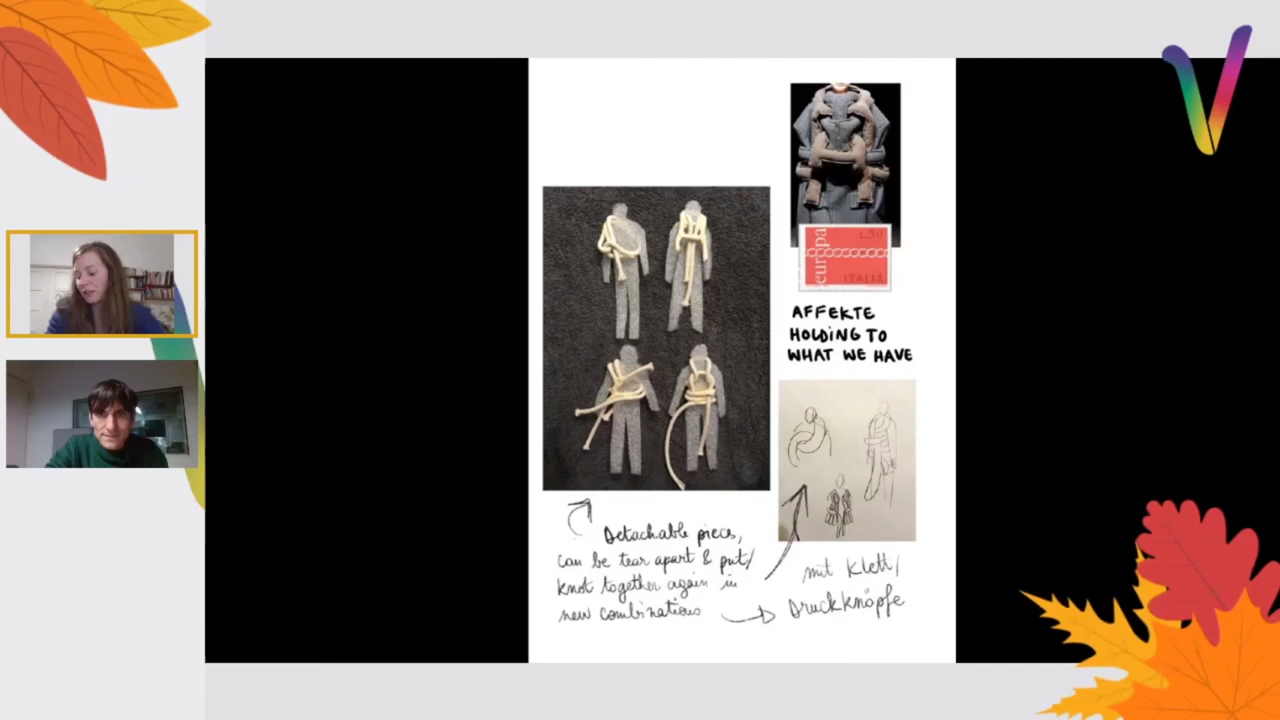 europa
L.50
ITALIA
AFFEKTE
HOLDING TO
WHAT WE HAVE
Detachable pieces,
can be tear apart & put/
knot together again in
new combinations
mit Klett/
Druckknöpfe